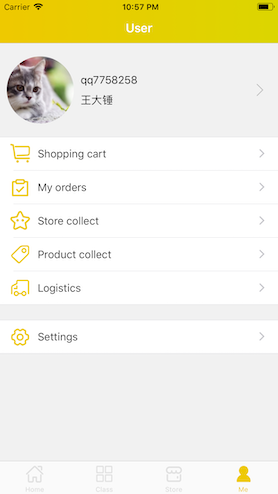 Carrier 10:57 PM
User
qq7758258
王大锤
Shopping cart
My orders
Store collect
Product collect
Logistics
Settings
Home Class Store Me